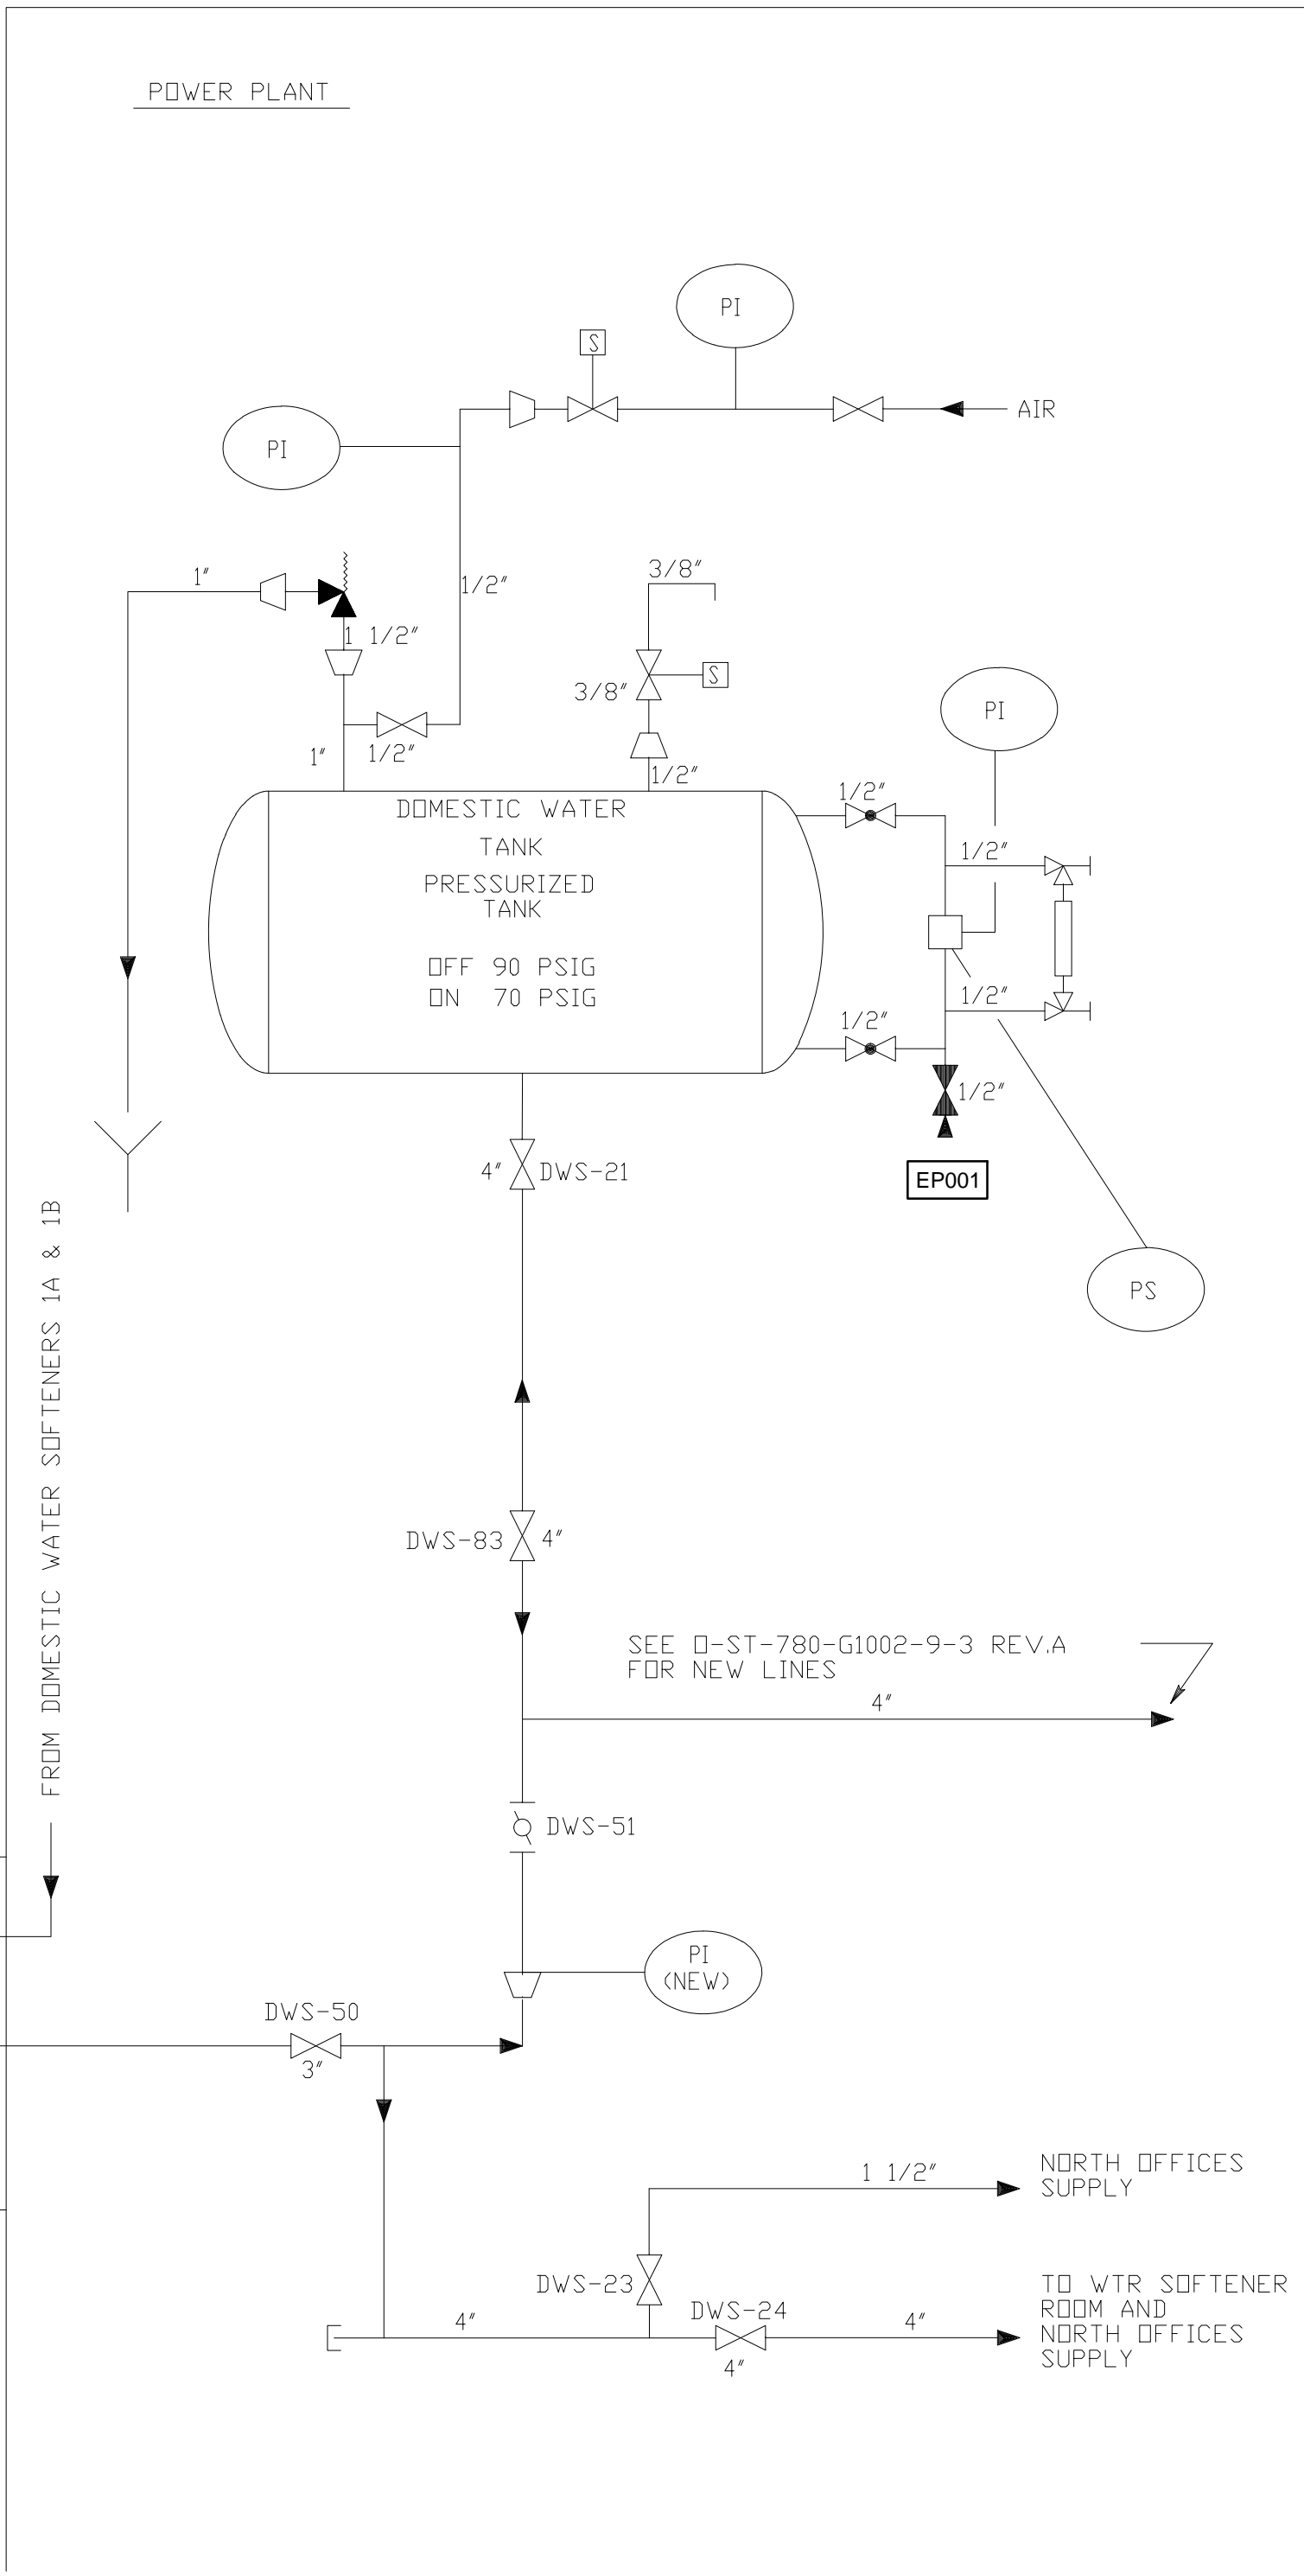 POWER PLANT
PI
S
AIR
PI
1"
1/2"
3/8"
1 1/2"
S
3/8"
PI
1/2"
1"
1/2"
DOMESTIC WATER
TANK
PRESSURIZED
TANK
OFF 90 PSIG
ON 70 PSIG
1/2"
1/2"
1/2"
1/2"
1/2"
4" DWS-21
EP001
PS
FROM DOMESTIC WATER SOFTENERS 1A & 1B
DWS-83 4"
SEE O-ST-780-G1002-9-3 REV.A
FOR NEW LINES
4"
DWS-51
PI
(NEW)
DWS-50
3"
1 1/2"
NORTH OFFICES
SUPPLY
DWS-23
DWS-24
4"
4"
4"
TO WTR SOFTENER
ROOM AND
NORTH OFFICES
SUPPLY